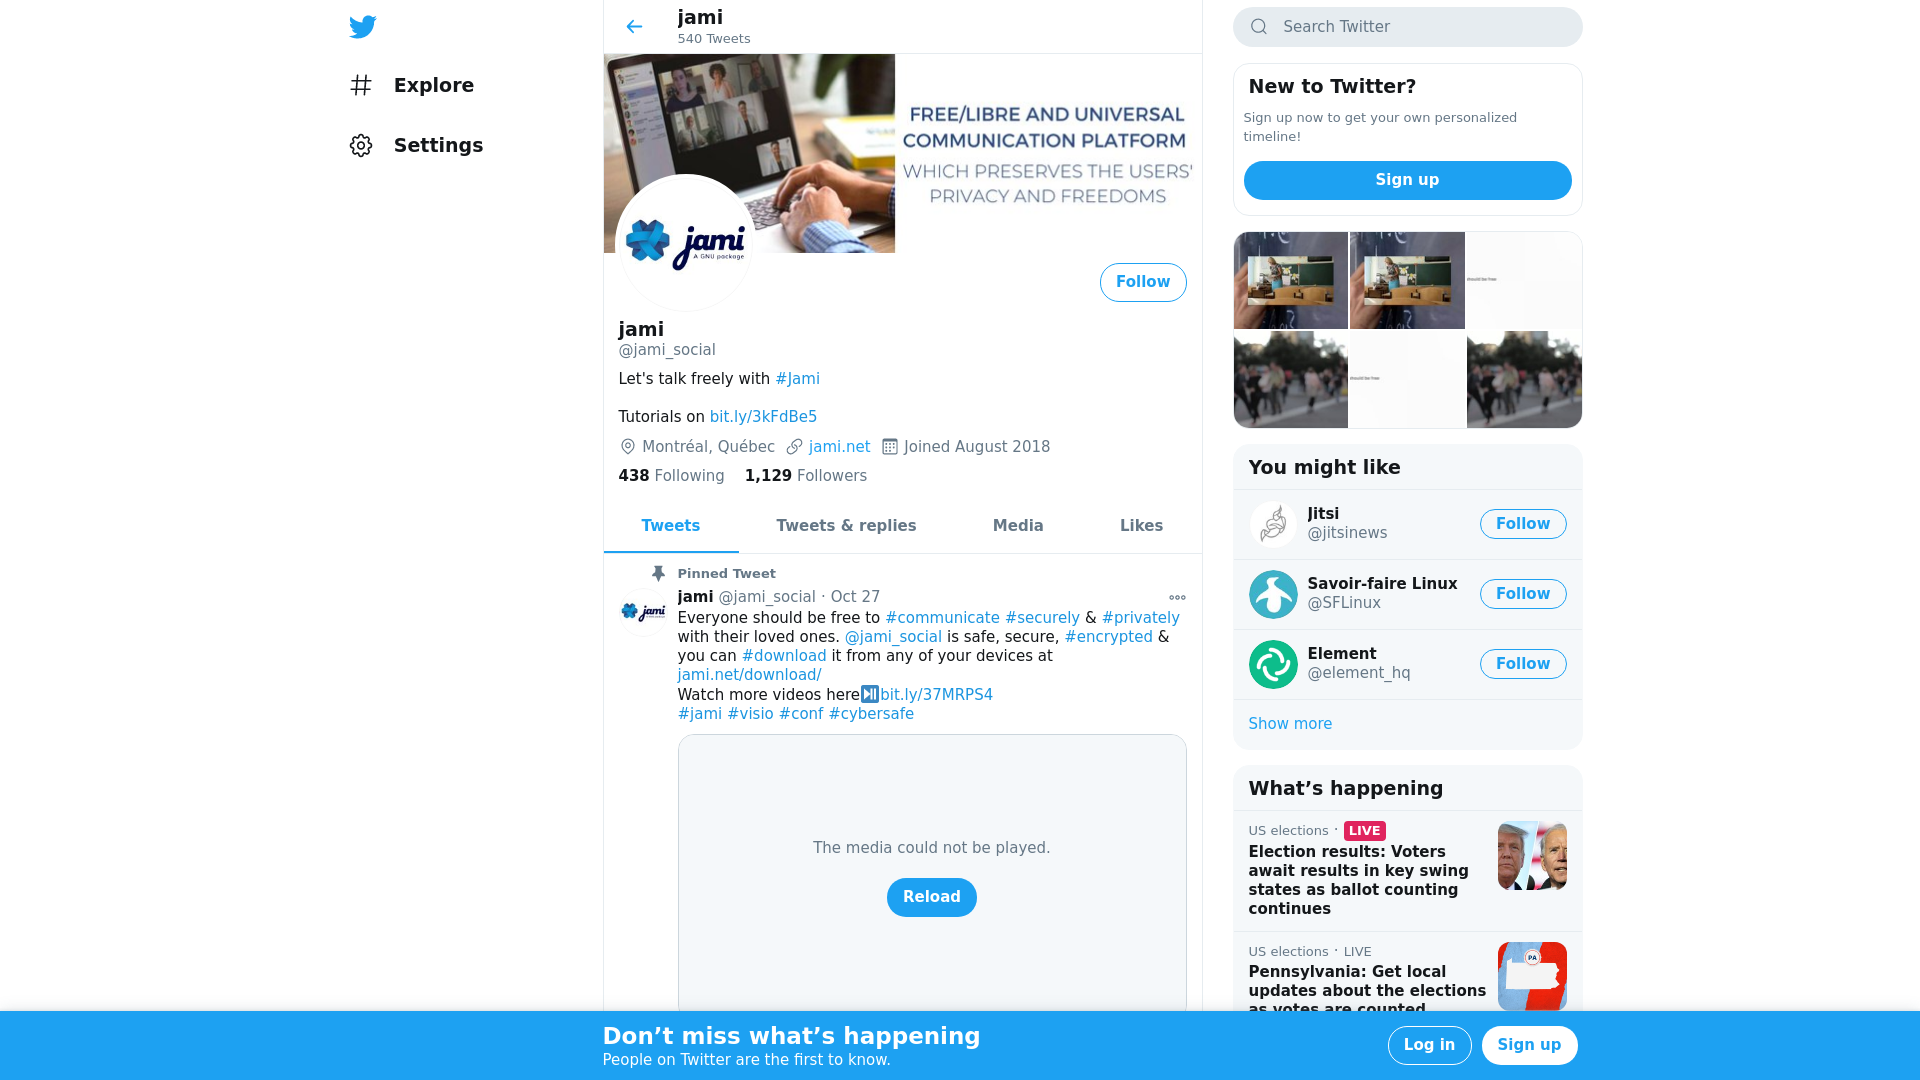 Explore
Settings
jami
540 Tweets
FREE/LIBRE AND UNIVERSAL
COMMUNICATION PLATFORM
WHICH PRESERVES THE USERS'
PRIVACY AND FREEDOMS
jami
A GNU package
Follow
jami
@jami_social
Let's talk freely with #Jami
Tutorials on bit.ly/3kFdBe5
Montréal, Québec jami.net Joined August 2018
438 Following 1,129 Followers
Tweets Tweets & replies Media Likes
Pinned Tweet
jami @jami_social · Oct 27
jami
Everyone should be free to #communicate #securely & #privately
with their loved ones. @jami_social is safe, secure, #encrypted &
you can #download it from any of your devices at
jami.net/download/
Watch more videos here⏯bit.ly/37MRPS4
#jami #visio #conf #cybersafe
The media could not be played.
Reload
Search Twitter
New to Twitter?
Sign up now to get your own personalized
timeline!
Sign up
You might like
Jitsi
@jitsinews
Follow
Savoir-faire Linux
@SFLinux
Follow
Element
@element_hq
Follow
Show more
What’s happening
US elections · LIVE
Election results: Voters
await results in key swing
states as ballot counting
continues
US elections · LIVE
Pennsylvania: Get local
updates about the elections
as votes are counted
PA
Don’t miss what’s happening
People on Twitter are the first to know.
Log in
Sign up